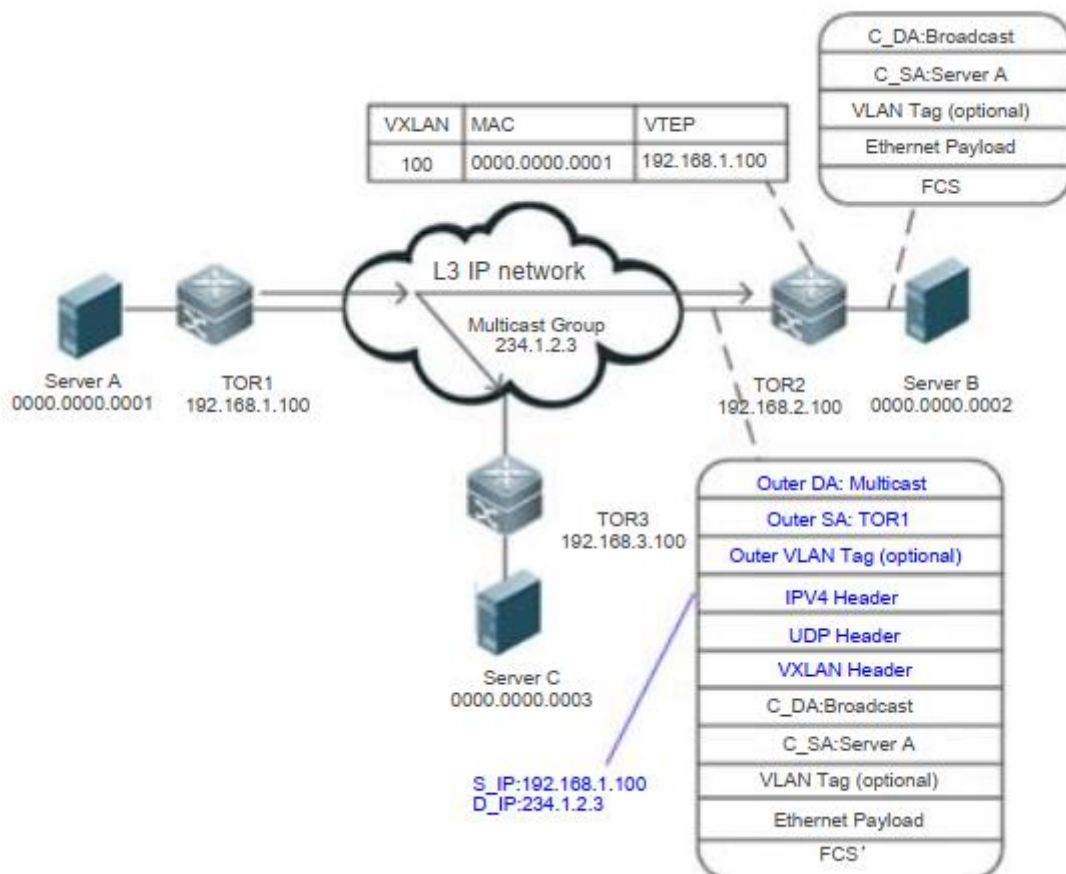 C_DA:Broadcast
C_SA:Server A
VLAN Tag (optional)
Ethernet Payload
FCS
VXLAN MAC VTEP
100 0000.0000.0001 192.168.1.100
L3 IP network
Multicast Group
234.1.2.3
Server A
0000.0000.0001
TOR1
192.168.1.100
TOR2
192.168.2.100
Server B
0000.0000.0002
TOR3
192.168.3.100
Server C
0000.0000.0003
S_IP:192.168.1.100
D_IP:234.1.2.3
Outer DA: Multicast
Outer SA: TOR1
Outer VLAN Tag (optional)
IPV4 Header
UDP Header
VXLAN Header
C_DA:Broadcast
C_SA:Server A
VLAN Tag (optional)
Ethernet Payload
FCS'